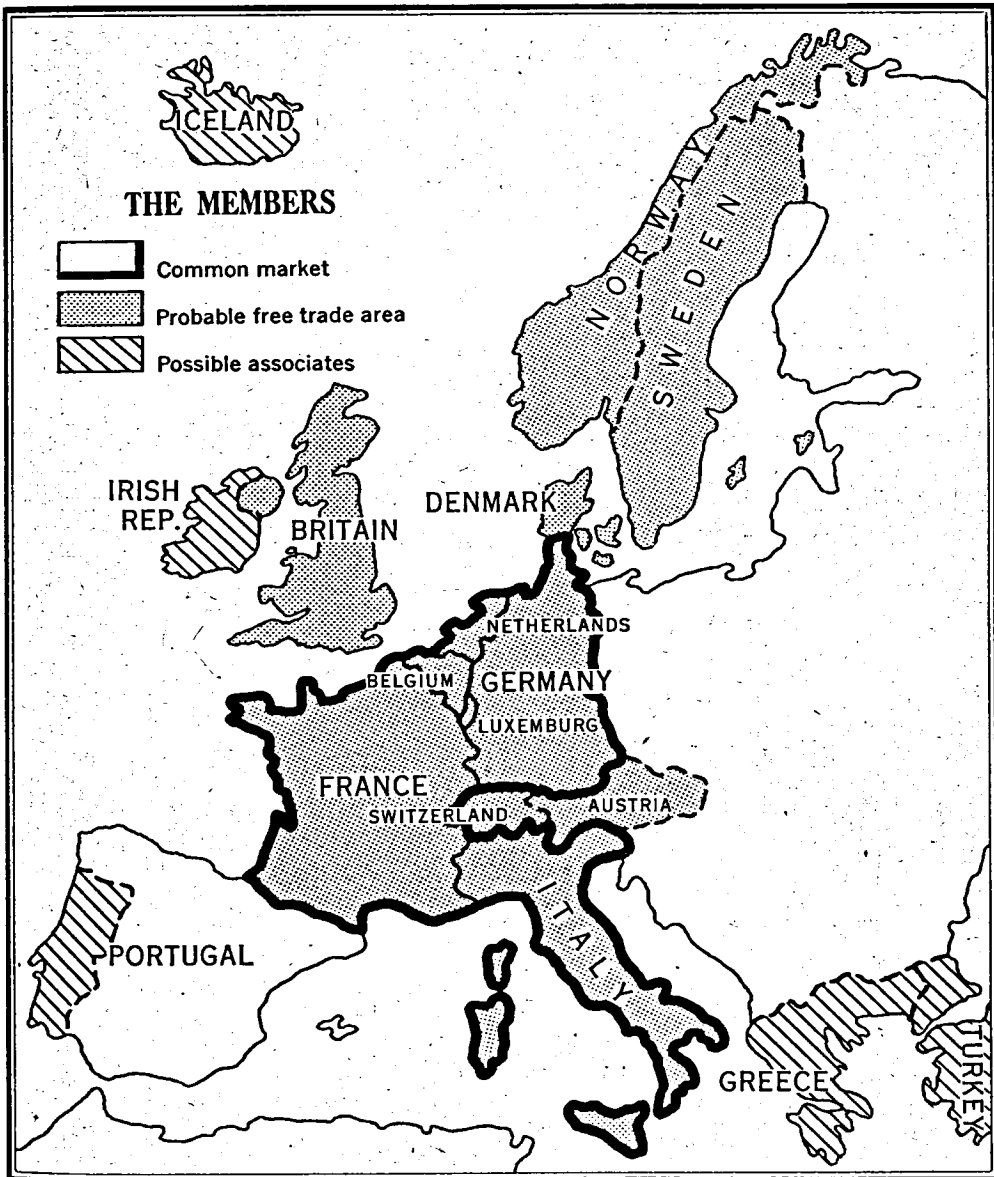 ICELAND
THE MEMBERS
Common market
Probable free trade area
Possible associates
NORWAY
SWEDEN
IRISH
REP.
BRITAIN
DENMARK
NETHERLANDS
BELGIUM
GERMANY
LUXEMBURG
FRANCE
SWITZERLAND
AUSTRIA
ITALY
PORTUGAL
GREECE
TURKEY